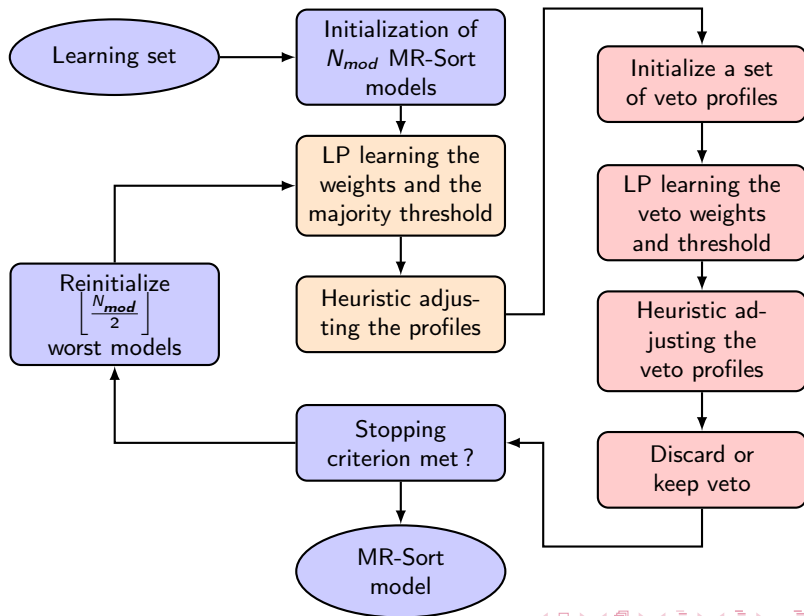 Learning set
Initialization of
N_mod MR-Sort
models
LP learning the
weights and the
majority threshold
Heuristic adjus-
ting the profiles
Initialize a set
of veto profiles
LP learning the
veto weights
and threshold
Heuristic ad-
justing the
veto profiles
Discard or
keep veto
Stopping
criterion met ?
Reinitialize
⌊N_mod/2⌋
worst models
MR-Sort
model